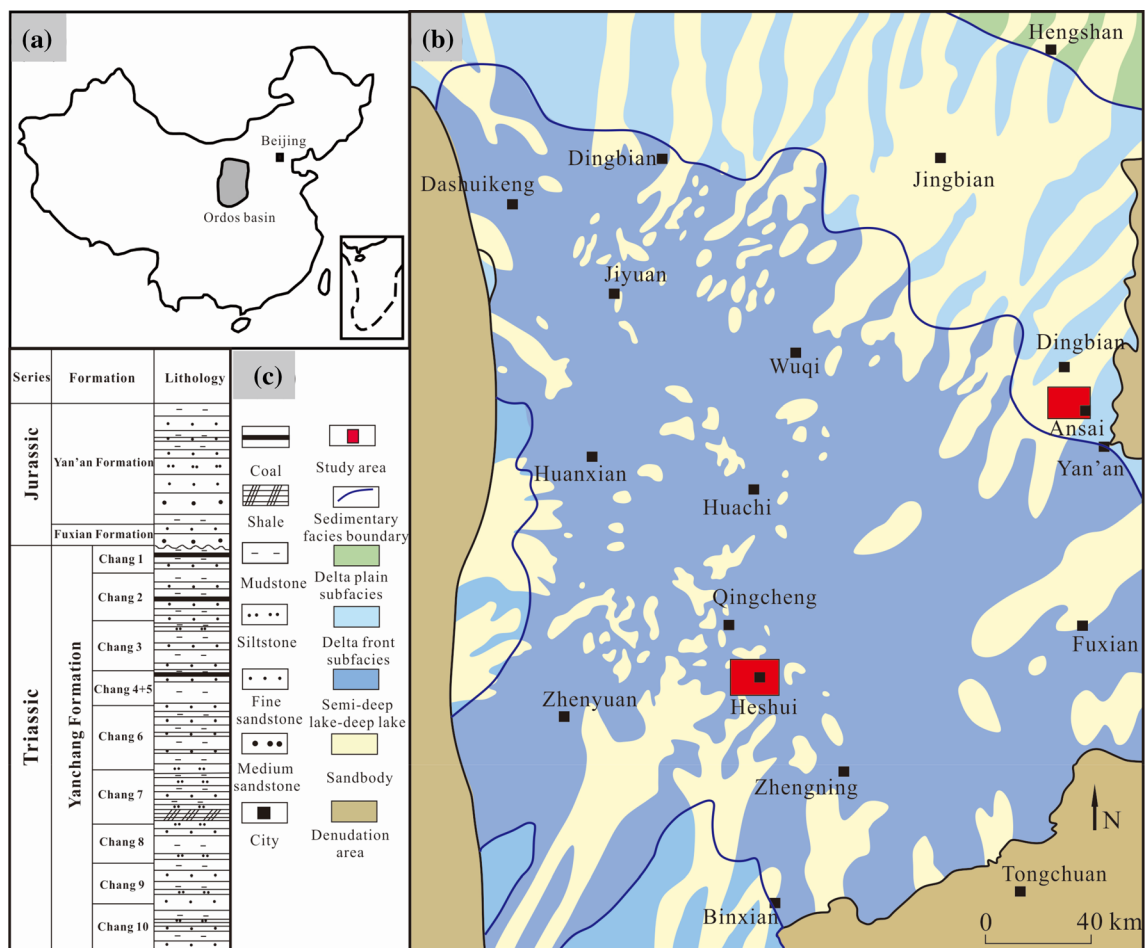 (a)
Beijing
Ordos basin
(b)
Hengshan
Dingbian
Jingbian
Dashuikeng
Jiyuan
Wuqi
Dingbian
Ansai
Yan'an
Huanxian
Huachi
Qingcheng
Fuxian
Heshui
Zhenyuan
Zhengning
N
Tongchuan
Binxian
0 40 km
Series Formation Lithology
Jurassic
Yan'an Formation
Fuxian Formation
Triassic
Yanchang Formation
Chang 1
Chang 2
Chang 3
Chang 4+5
Chang 6
Chang 7
Chang 8
Chang 9
Chang 10
(c)
Coal
Study area
Shale
Sedimentary
facies boundary
Mudstone
Delta plain
subfacies
Siltstone
Delta front
subfacies
Fine
sandstone
Semi-deep
lake-deep lake
Medium
sandstone
Sandbody
City
Denudation
area